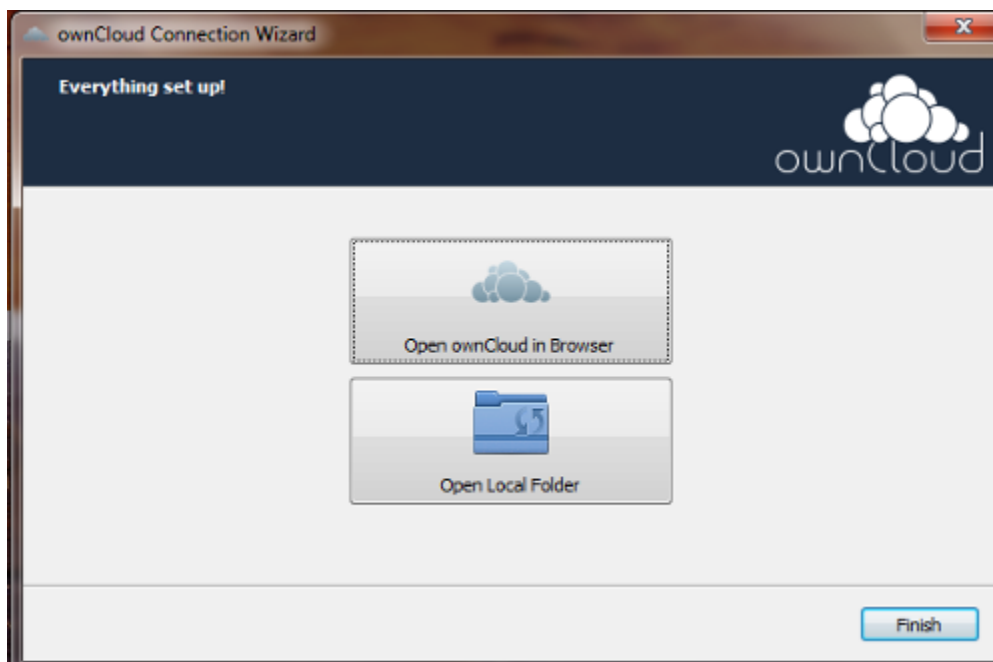 ownCloud Connection Wizard
Everything set up!
ownCloud
Open ownCloud in Browser
Open Local Folder
Finish